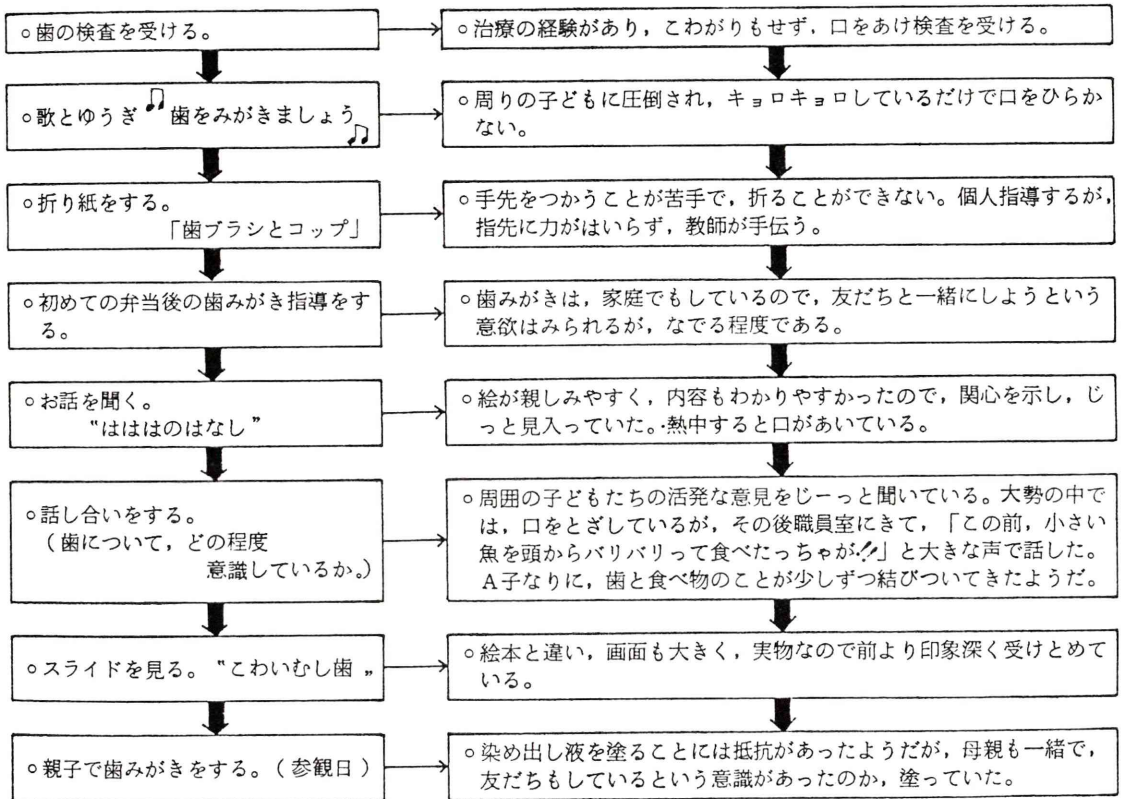 ○歯の検査を受ける。
○治療の経験があり，こわがりもせず，口をあけ検査を受ける。
○歌とゆうぎ♫歯をみがきましょう♫
○周りの子どもに圧倒され，キョロキョロしているだけで口をひらか
ない。
○折り紙をする。
「歯ブラシとコップ」
○手先をつかうことが苦手で，折ることができない。個人指導するが，
指先に力がはいらず，教師が手伝う。
○初めての弁当後の歯みがき指導をす
る。
○歯みがきは，家庭でもしているので，友だちと一緒にしようという
意欲はみられるが，なでる程度である。
○お話を聞く。
〝はははのはなし〟
○絵が親しみやすく，内容もわかりやすかったので，関心を示し，じ
っと見入っていた。熱中すると口があいている。
○話し合いをする。
（歯について，どの程度
意識しているか。）
○周囲の子どもたちの活発な意見をじーっと聞いている。大勢の中で
は，口をとざしているが，その後職員室にきて，「この前，小さい
魚を頭からバリバリって食べたっちゃが!!」と大きな声で話した。
A子なりに，歯と食べ物のことが少しずつ結びついてきたようだ。
○スライドを見る。〝こわいむし歯〟
○絵本と違い，画面も大きく，実物なので前より印象深く受けとめて
いる。
○親子で歯みがきをする。（参観日）
○染め出し液を塗ることには抵抗があったようだが，母親も一緒で，
友だちもしているという意識があったのか，塗っていた。